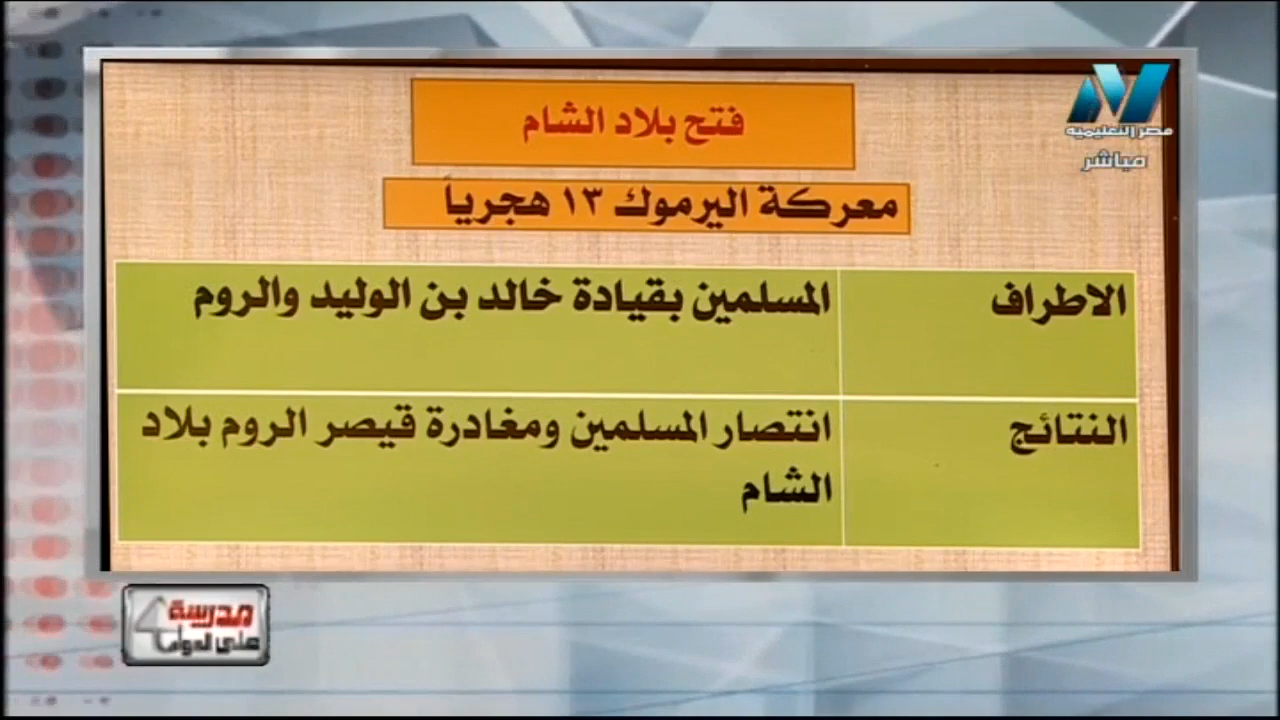 مصر التعليمية
مباشر
فتح بلاد الشام
معركة اليرموك ١٣ هجرياً
الاطراف
المسلمين بقيادة خالد بن الوليد والروم
النتائج
انتصار المسلمين ومغادرة قيصر الروم بلاد
الشام
مدرسة
على الهواء